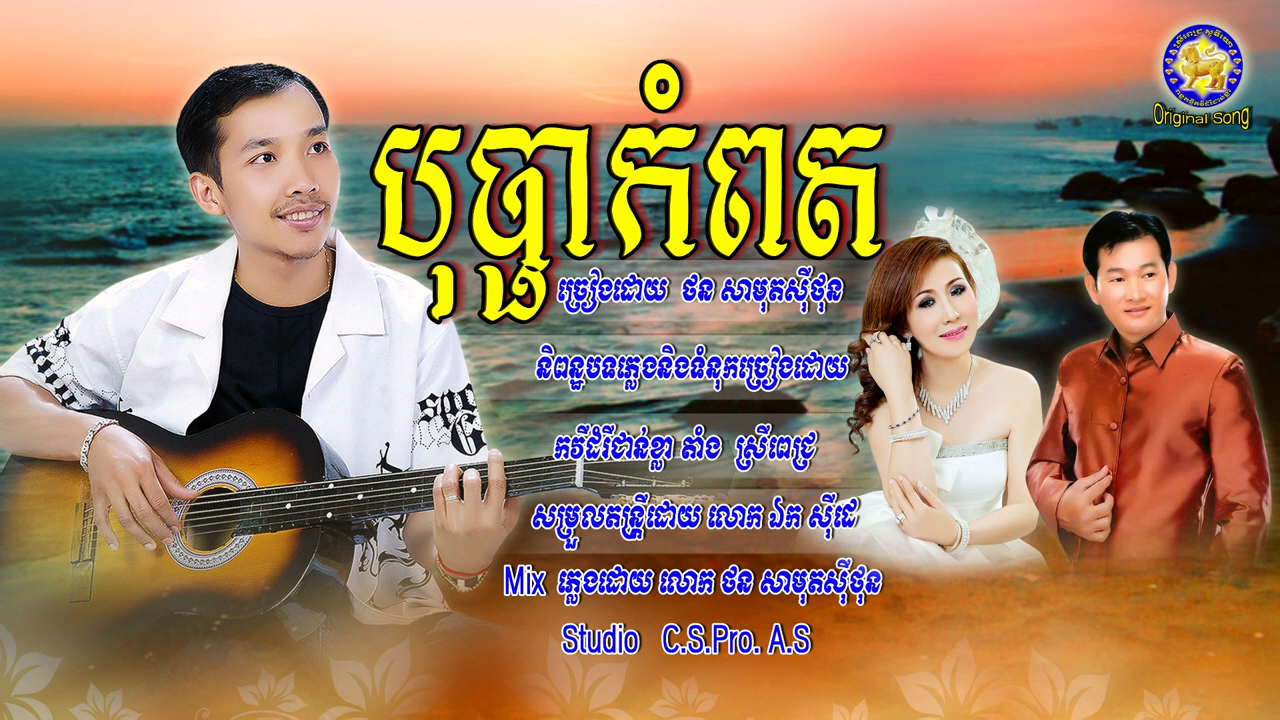 បុប្ផាកំពត
ច្រៀងដោយ ថន សាមុតស៊ីថុន
និពន្ឋបទភ្លេងនិងទំនុកច្រៀងដោយ
កវីដំរីជាន់ខ្លា តាំង ស្រីពេជ្រ
សម្រួលតន្ត្រីដោយ លោក ឯក ស៊ីដេ
Mix ភ្លេងដោយ លោក ថន សាមុតស៊ីថុន
Studio C.S.Pro. A.S
Original song